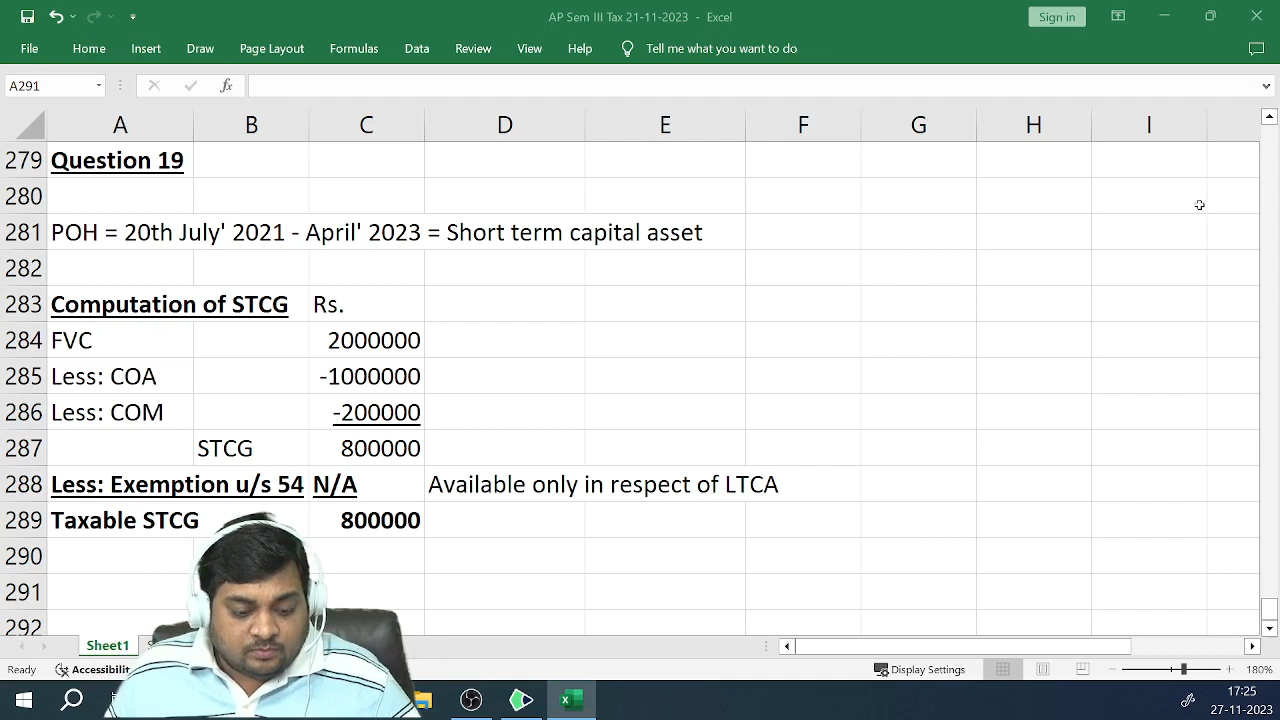 AP Sem III Tax 21-11-2023 - Excel
Sign in
File Home Insert Draw Page Layout Formulas Data Review View Help Tell me what you want to do
A291 fx
A B C D E F G H I
279 Question 19
280
281 POH = 20th July' 2021 - April' 2023 = Short term capital asset
282
283 Computation of STCG Rs.
284 FVC 2000000
285 Less: COA -1000000
286 Less: COM -200000
287 STCG 800000
288 Less: Exemption u/s 54 N/A Available only in respect of LTCA
289 Taxable STCG 800000
290
291
292
Sheet1
Ready Accessibili Display Settings 180%
17:25
27-11-2023